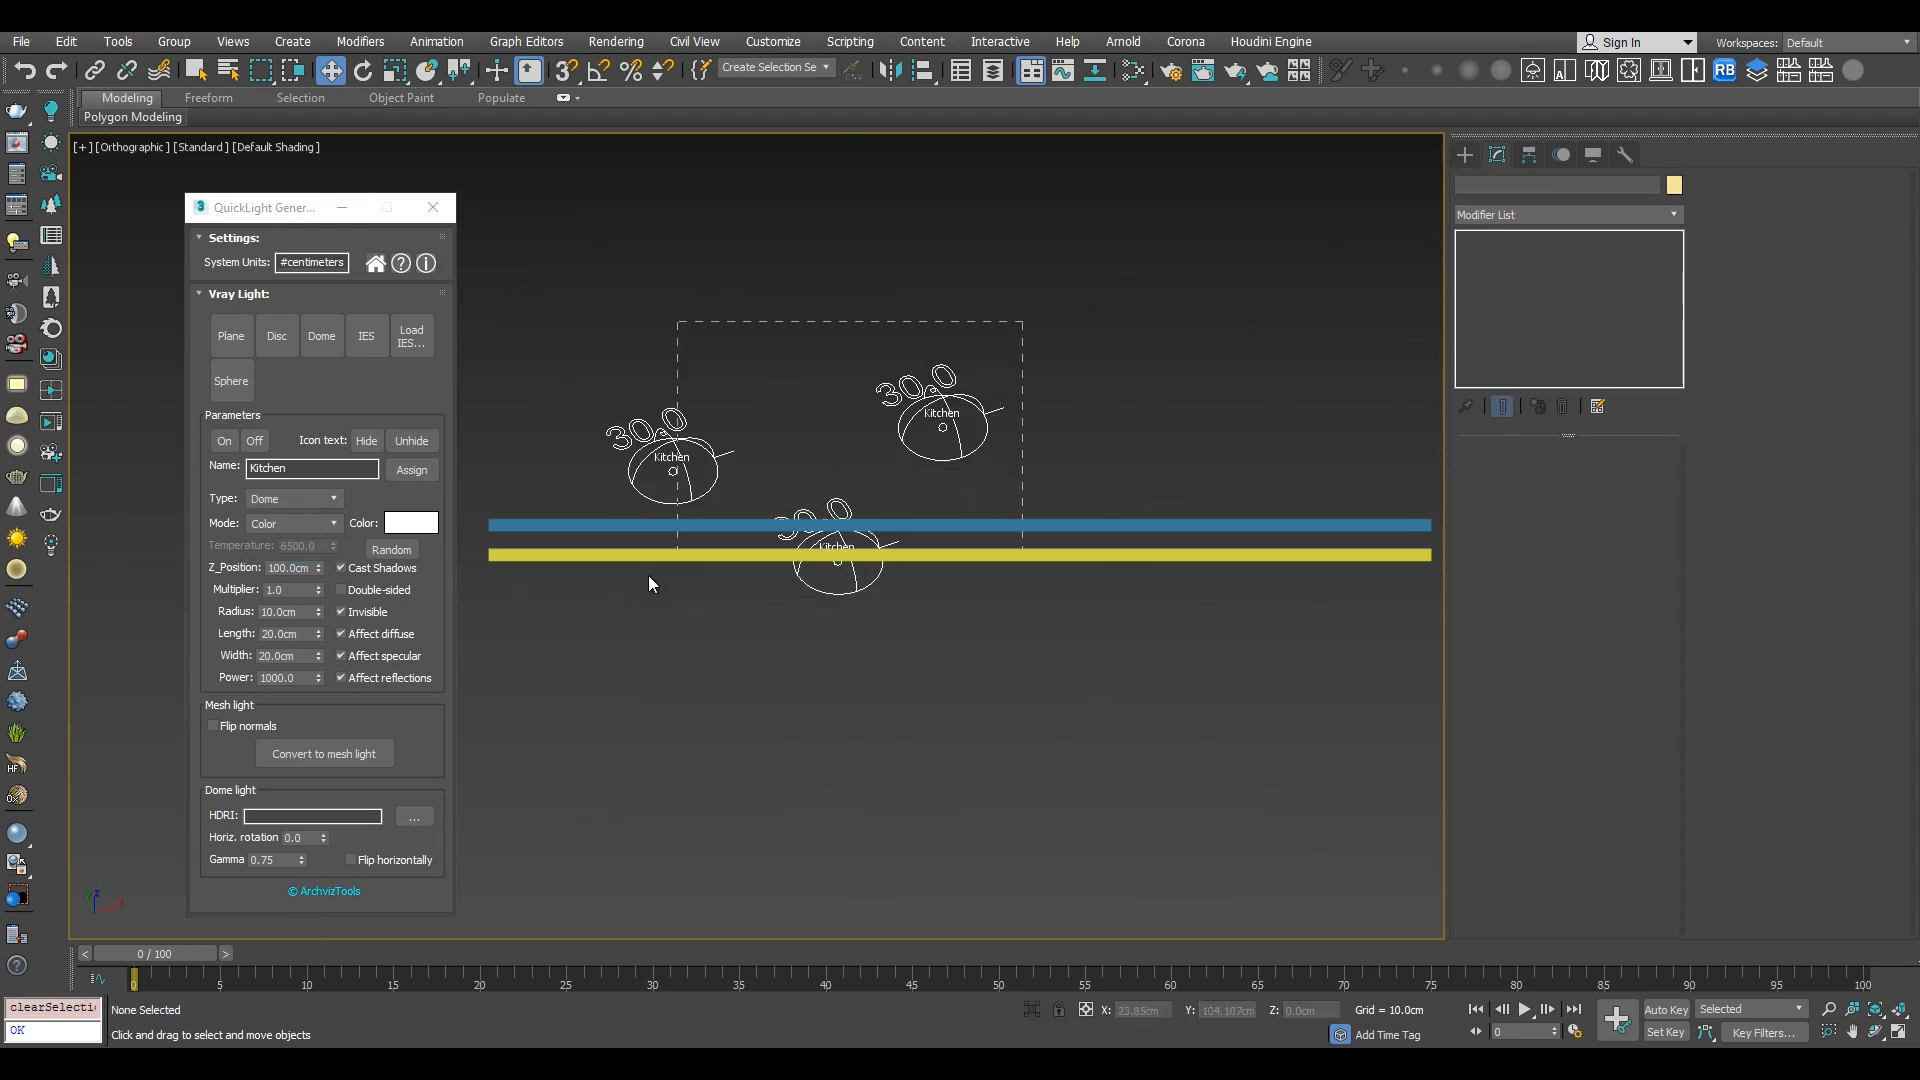 File Edit Tools Group Views Create Modifiers Animation Graph Editors Rendering Civil View Customize Scripting Content Interactive Help Arnold Corona Houdini Engine Sign In Workspaces: Default
Create Selection Se RB
Modeling Freeform Selection Object Paint Populate
Polygon Modeling
[+] [Orthographic] [Standard] [Default Shading]
Modifier List
3 QuickLight Gener...
Settings:
System Units: #centimeters
Vray Light:
Plane Disc Dome IES Load IES...
Sphere
Parameters
On Off Icon text: Hide Unhide
Name: Kitchen Assign
Type: Dome
Mode: Color Color:
Temperature: 6500.0 Random
Z_Position: 100.0cm Cast Shadows
Multiplier: 1.0 Double-sided
Radius: 10.0cm Invisible
Length: 20.0cm Affect diffuse
Width: 20.0cm Affect specular
Power: 1000.0 Affect reflections
Mesh light
Flip normals
Convert to mesh light
Dome light
HDRI: ...
Horiz. rotation 0.0
Gamma 0.75 Flip horizontally
© ArchvizTools
30.0
Kitchen
30.0
Kitchen
30.0
Kitchen
HF
OX
< 0 / 100 >
0 5 10 15 20 25 30 35 40 45 50 55 60 65 70 75 80 85 90 95 100
clearSelecti
OK
None Selected
Click and drag to select and move objects
X: 23.85cm Y: 104.107cm Z: 0.0cm Grid = 10.0cm
Add Time Tag
0
Auto Key Selected
Set Key Key Filters...